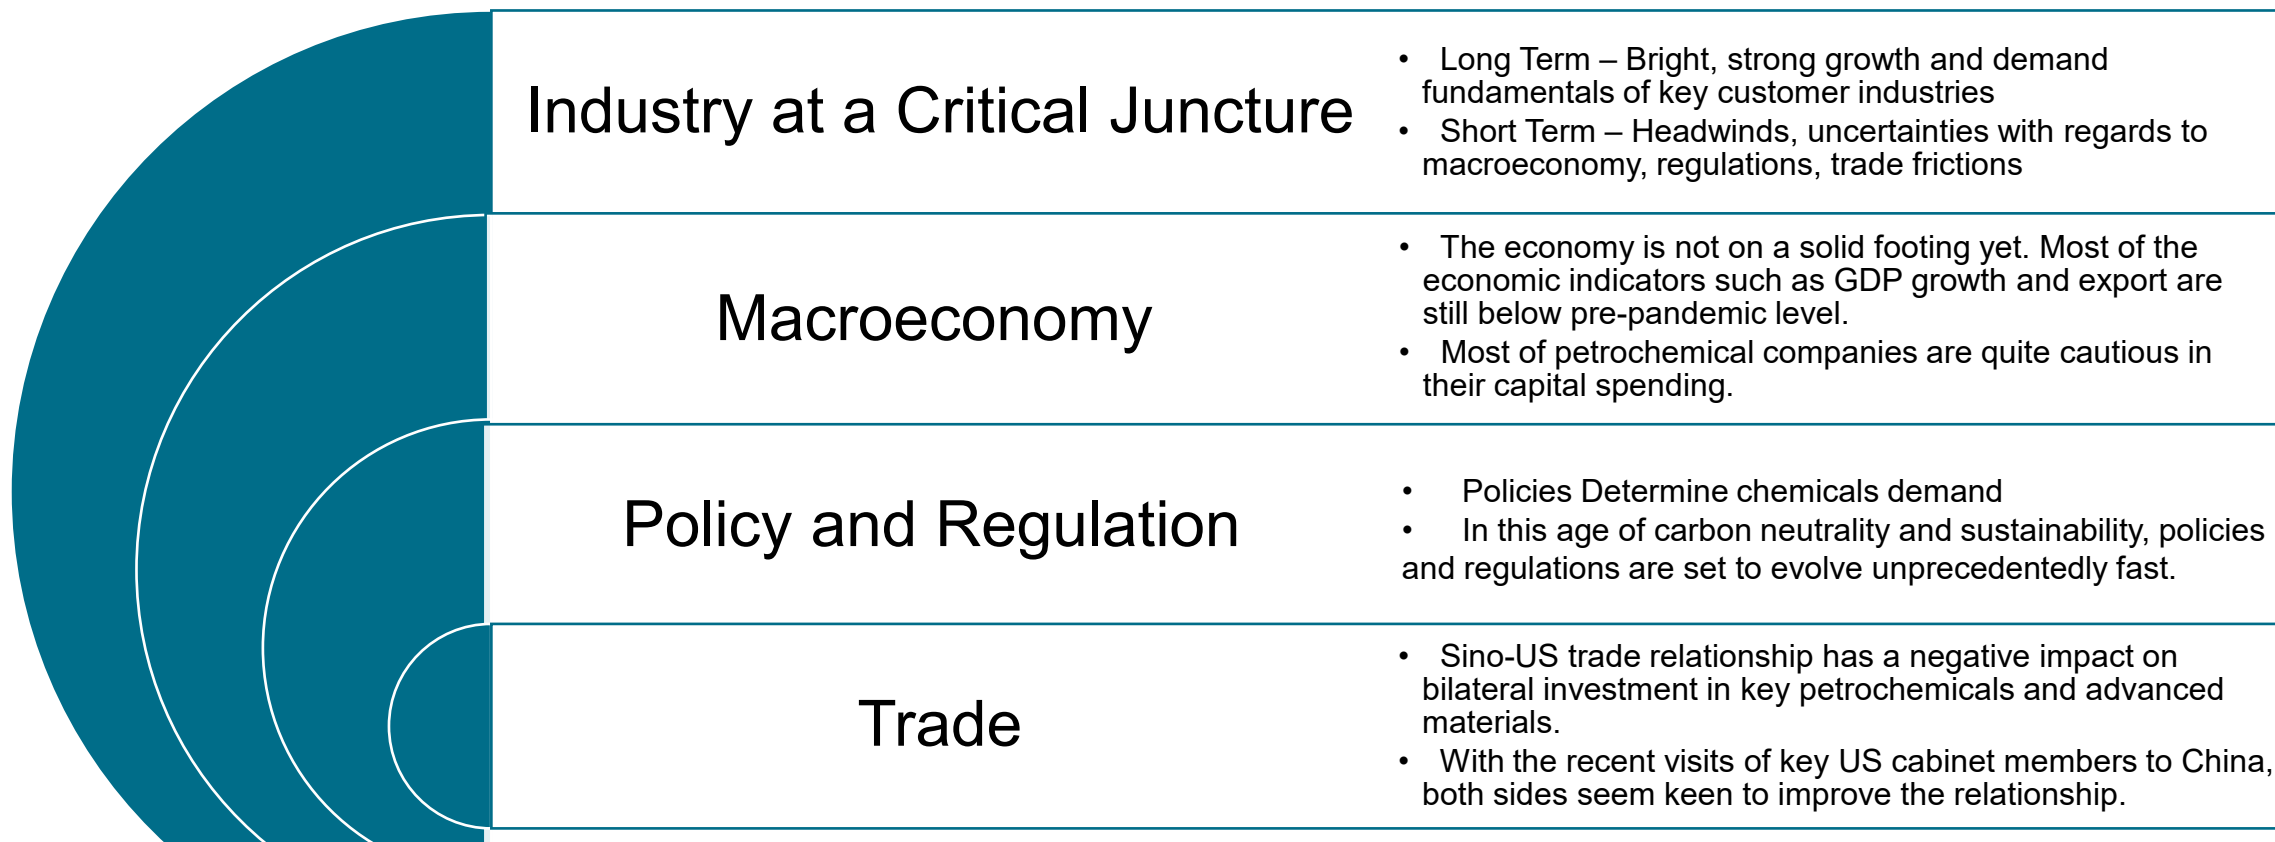 Industry at a Critical Juncture
• Long Term – Bright, strong growth and demand
fundamentals of key customer industries
• Short Term – Headwinds, uncertainties with regards to
macroeconomy, regulations, trade frictions
Macroeconomy
• The economy is not on a solid footing yet. Most of the
economic indicators such as GDP growth and export are
still below pre-pandemic level.
• Most of petrochemical companies are quite cautious in
their capital spending.
Policy and Regulation
• Policies Determine chemicals demand
• In this age of carbon neutrality and sustainability, policies
and regulations are set to evolve unprecedentedly fast.
Trade
• Sino-US trade relationship has a negative impact on
bilateral investment in key petrochemicals and advanced
materials.
• With the recent visits of key US cabinet members to China,
both sides seem keen to improve the relationship.